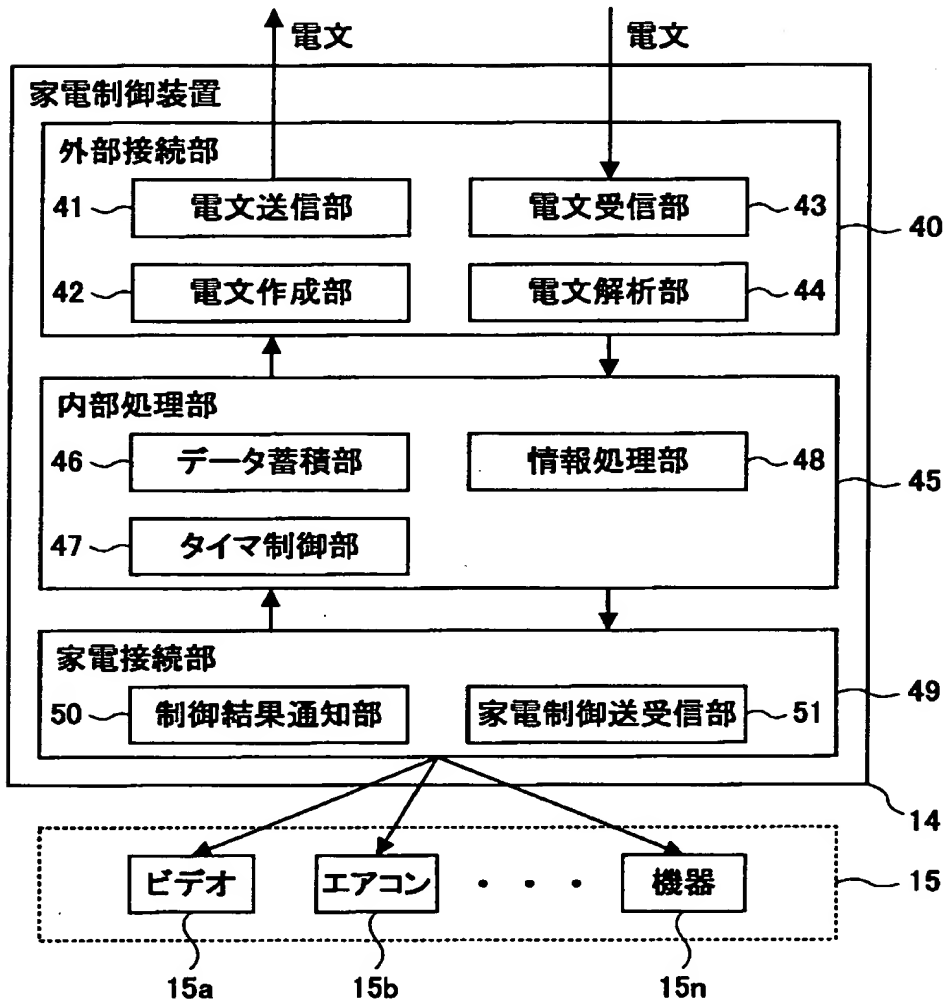 電文 電文
家電制御装置
外部接続部
41 電文送信部 電文受信部 43
40
42 電文作成部 電文解析部 44
内部処理部
46 データ蓄積部 情報処理部 48
45
47 タイマ制御部
家電接続部
49
50 制御結果通知部 家電制御送受信部 51
14
ビデオ エアコン ・・・ 機器 15
15a 15b 15n